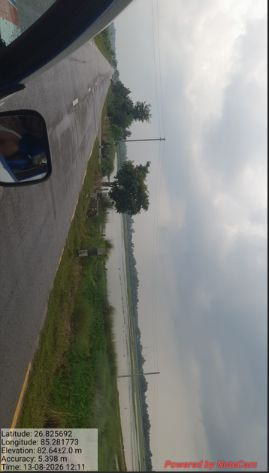 Latitude: 26.825692
Longitude: 85.281773
Elevation: 82.64±2.0 m
Accuracy: 5.398 m
Time: 13-08-2026 12:11
Powered by NoteCam